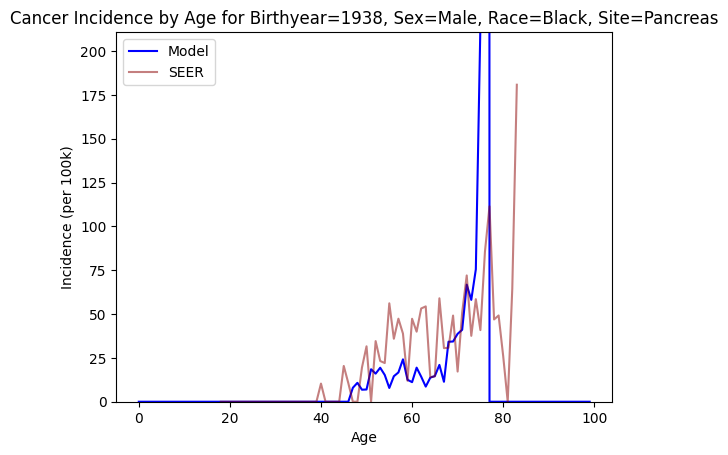 Cancer Incidence by Age for Birthyear=1938, Sex=Male, Race=Black, Site=Pancreas
Model
SEER
200
175
150
125
100
75
50
25
0
Incidence (per 100k)
0 20 40 60 80 100
Age